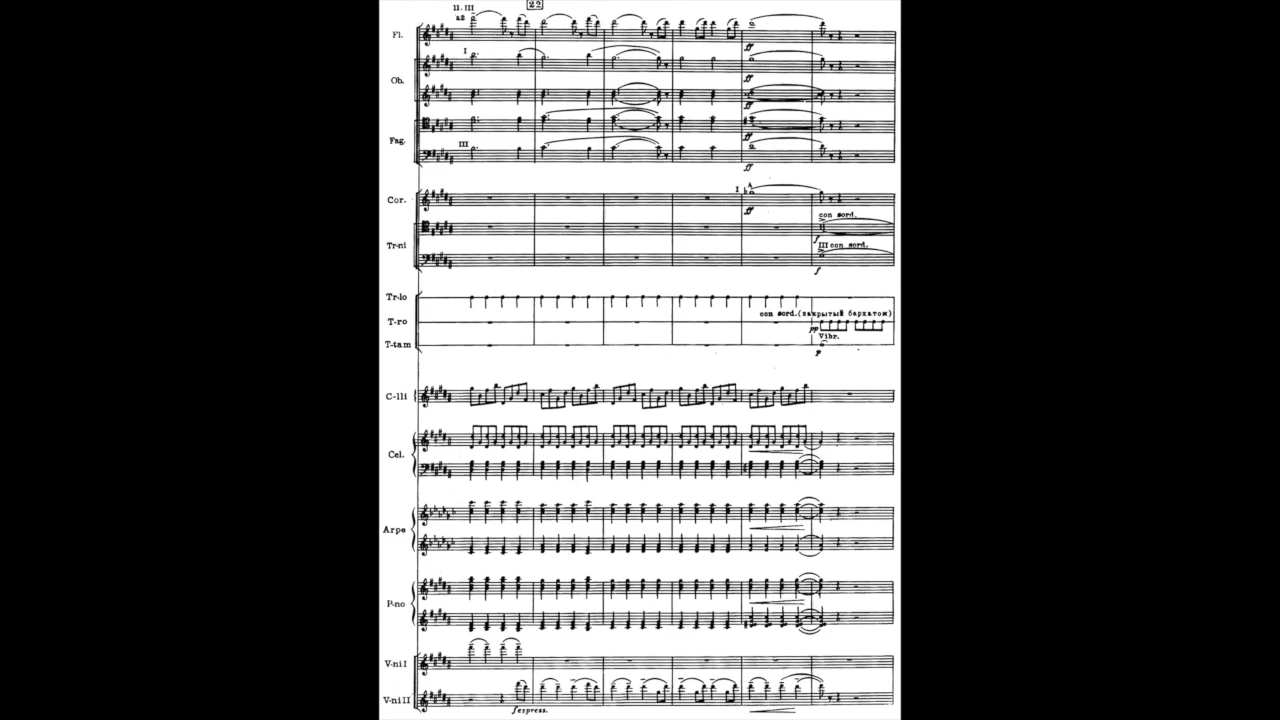 II. III
22
a2
Fl.
I
ff
Ob.
ff
ff
Fag.
ff
III
ff
I
Cor.
ff
con sord.
Tr-ni
f
III con sord.
f
Tr-lo
con sord.(закрытый бархатом)
T-ro
pp
Vibr.
T-tam
p
C-lli
Cel.
Arpe
P-no
V-ni I
V-ni II
f espress.